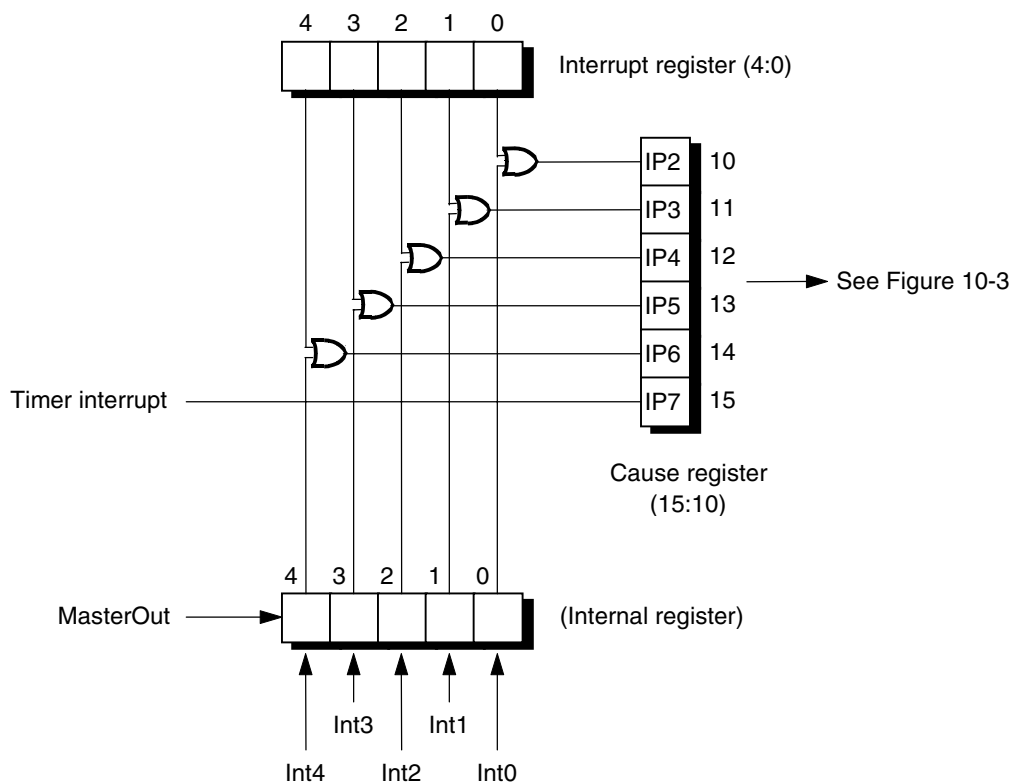 4 3 2 1 0
Interrupt register (4:0)
IP2 10
IP3 11
IP4 12
See Figure 10-3
IP5 13
IP6 14
Timer interrupt
IP7 15
Cause register
(15:10)
4 3 2 1 0
MasterOut
(Internal register)
Int3 Int1
Int4 Int2 Int0